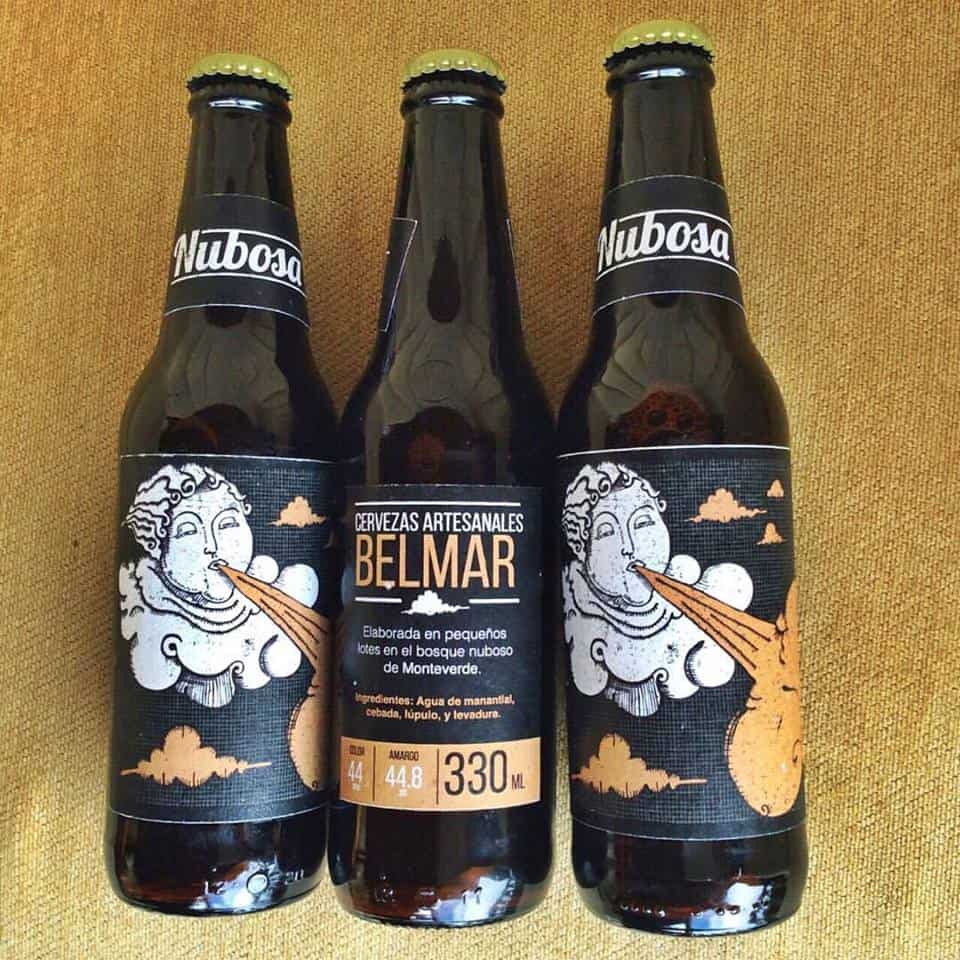 Nubosa
CERVEZAS ARTESANALES
BELMAR
Elaborada en pequeños
lotes en el bosque nuboso
de Monteverde.
Ingredientes: Agua de manantial,
cebada, lúpulo, y levadura.
COLOR
44
AMARGO
44.8
330 ML
Nubosa